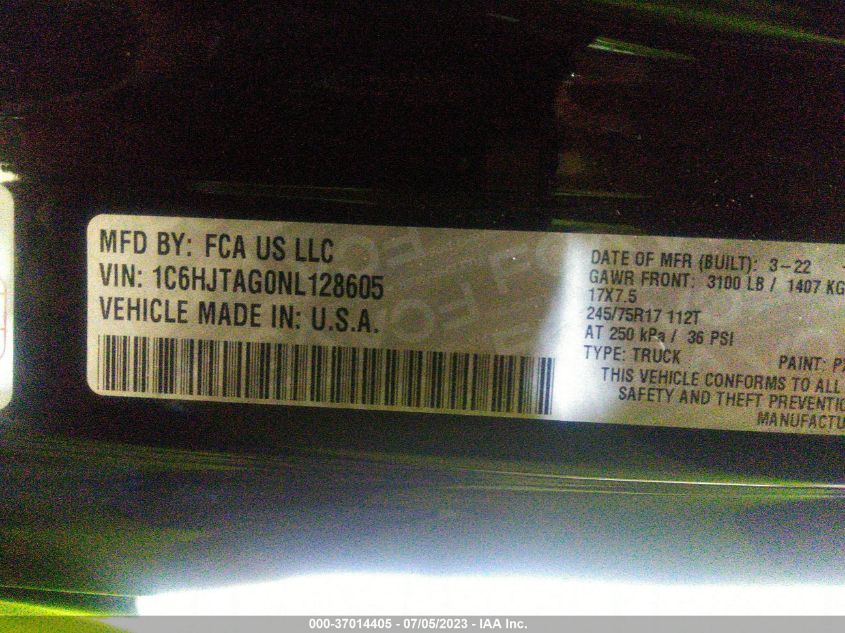 MFD BY: FCA US LLC
VIN: 1C6HJTAG0NL128605
VEHICLE MADE IN: U.S.A.
DATE OF MFR (BUILT): 3-22
GAWR FRONT: 3100 LB / 1407 KG
17X7.5
245/75R17 112T
AT 250 kPa / 36 PSI
TYPE: TRUCK PAINT:
THIS VEHICLE CONFORMS TO ALL
SAFETY AND THEFT
000-37014405 - 07/05/2023 - IAA Inc.